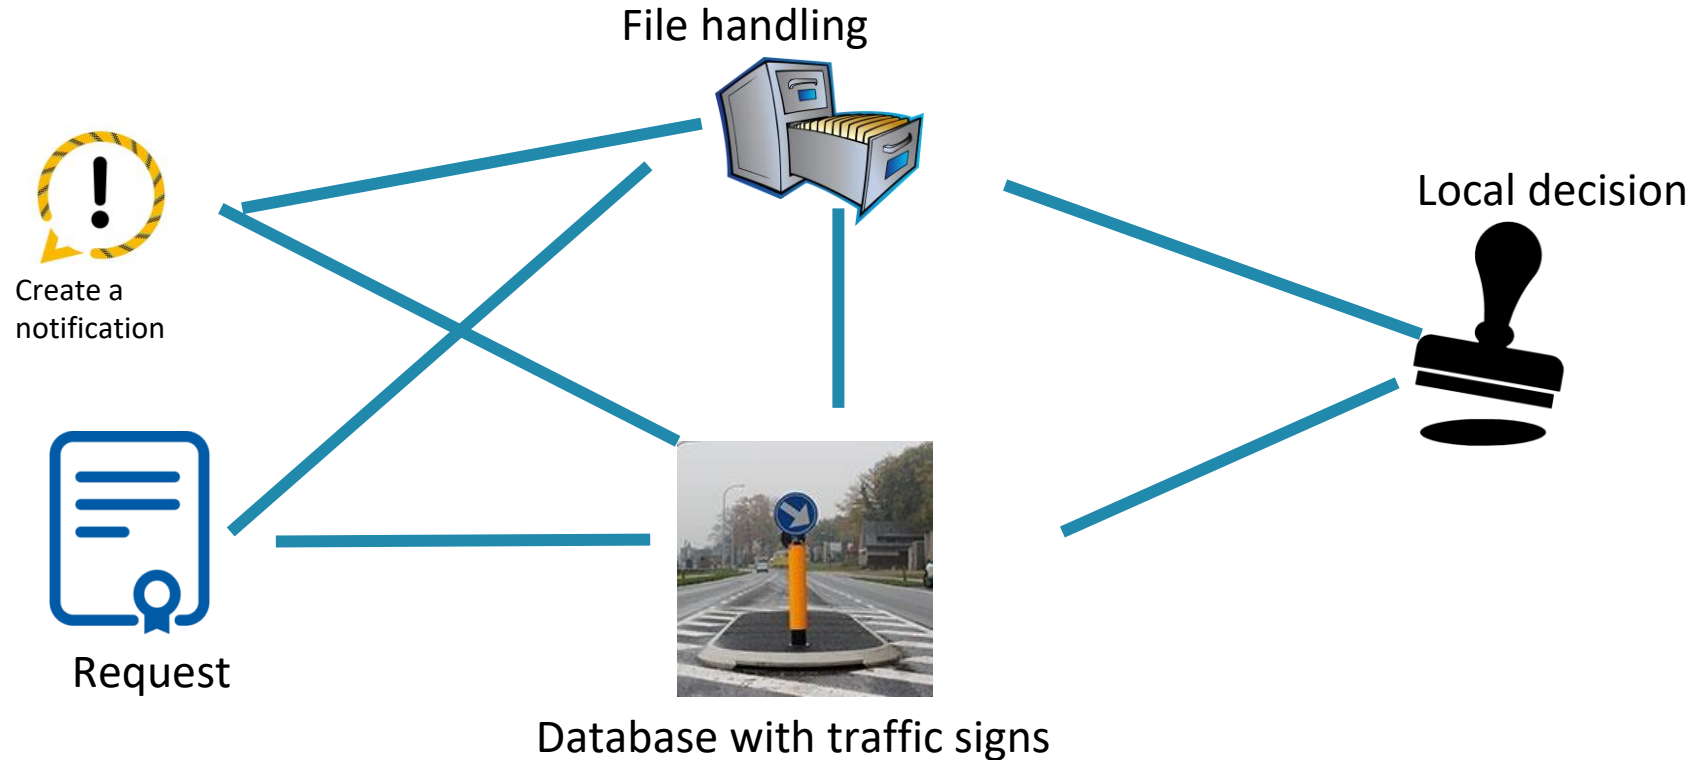 File handling
Local decision
Create a
notification
Request
Database with traffic signs